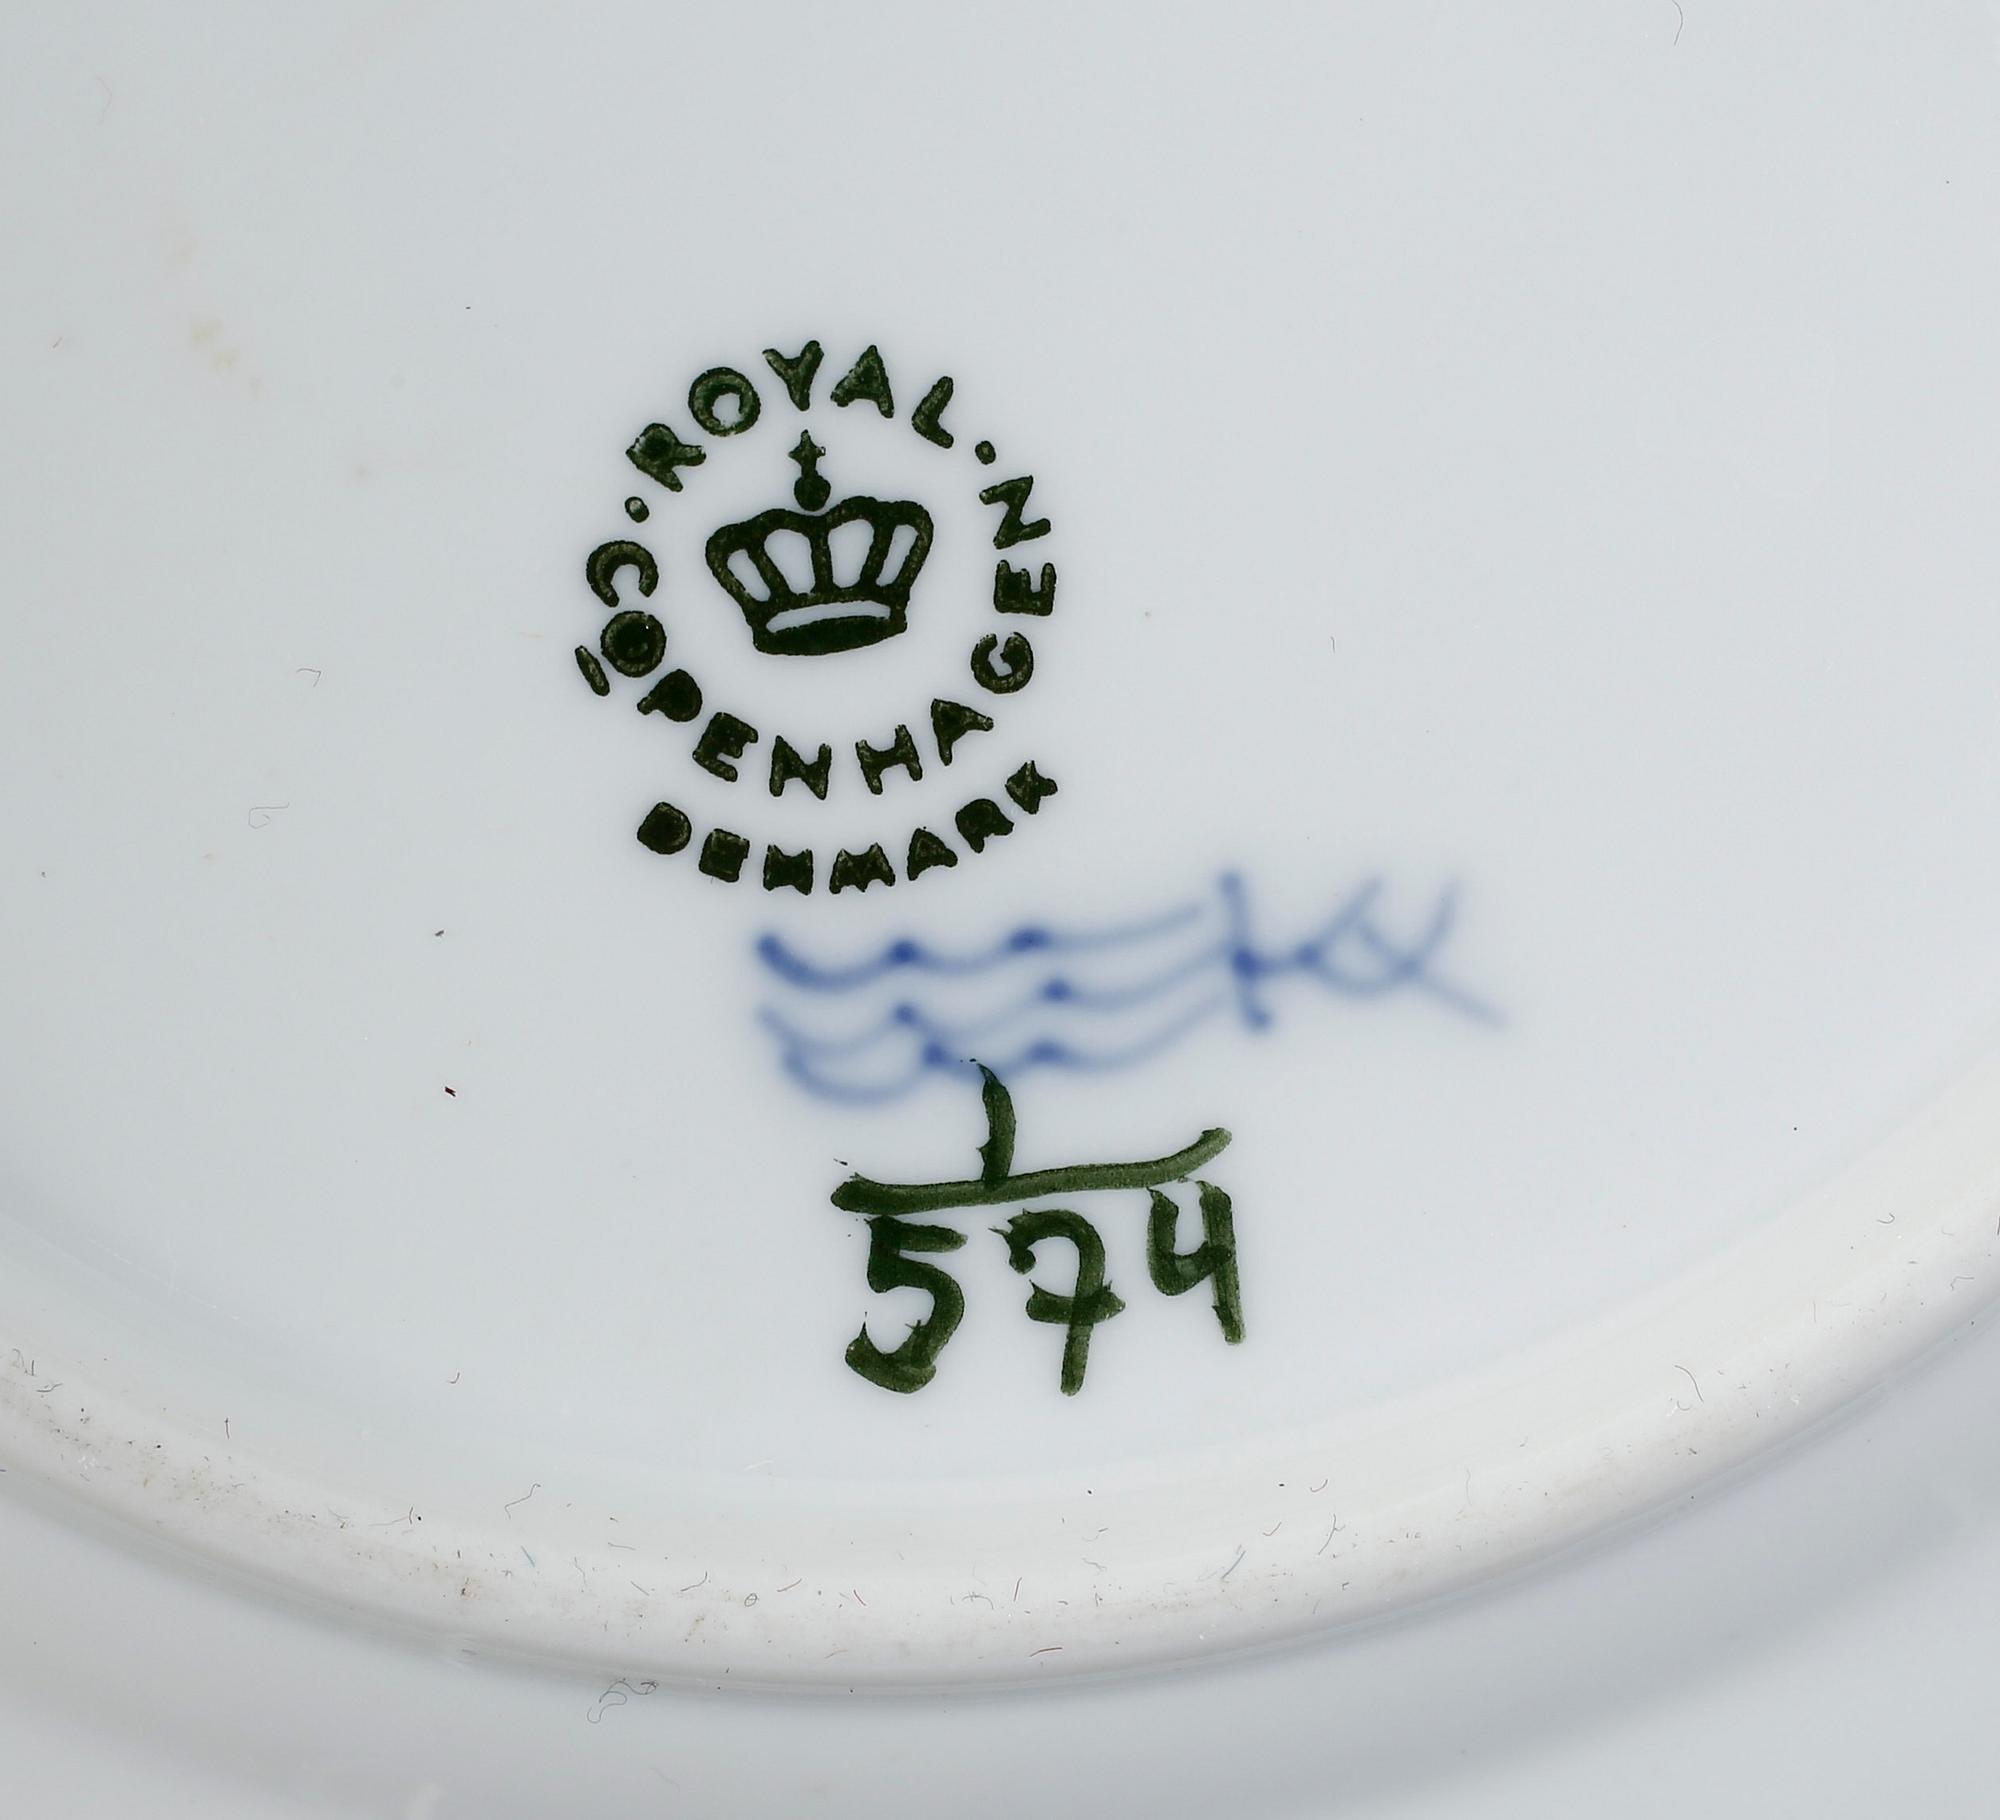 · ROYAL · COPENHAGEN
DENMARK
1
574